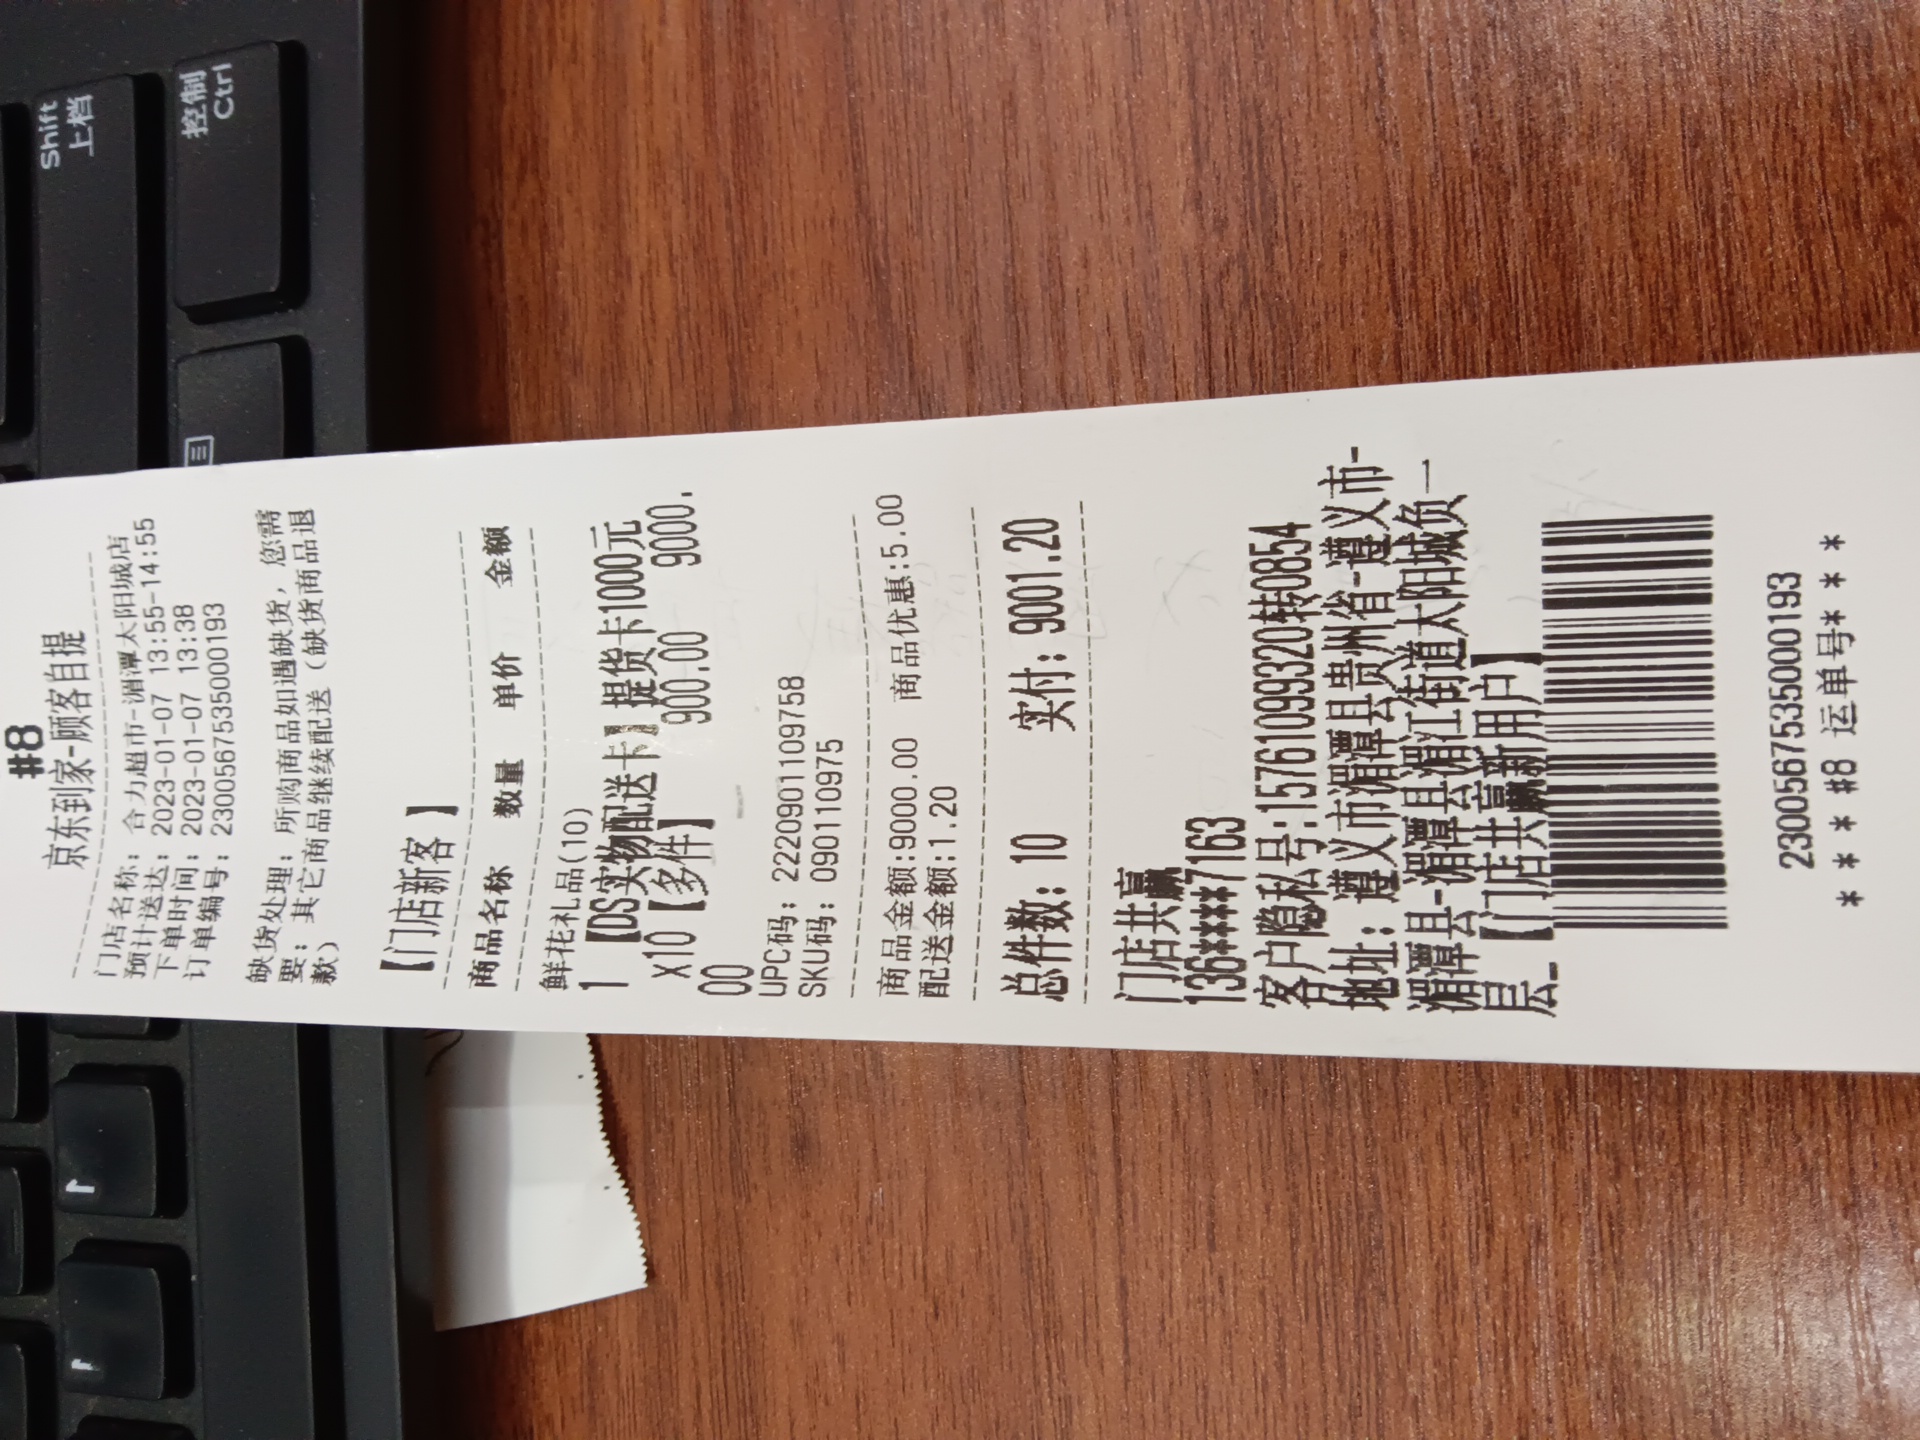 #8
京东到家-顾客自提
门店名称：合力超市-湄潭太阳城店
预计送达：2023-01-07 13:55-14:55
下单时间：2023-01-07 13:38
订单编号：2300567535000193
缺货处理：所购商品如遇缺货，您需
要：其它商品继续配送（缺货商品退
款）
【门店新客 】
商品名称 数量 单价 金额
鲜花礼品(10)
1 【DS实物配送卡】提货卡1000元
x10【多件】 900.00 9000.
00
UPC码：2220901109758
SKU码：0901109975
商品金额:9000.00 商品优惠:5.00
配送金额:1.20
总件数：10 实付：9001.20
门店共赢
136****7163
客户隐私号:15761099320转0854
地址：遵义市湄潭县贵州省-遵义市-
湄潭县-湄潭县湄江街道太阳城负一
层_【门店共赢新用户】
2300567535000193
* * * #8 运单号* * *
Shift
上档
控制
Ctrl